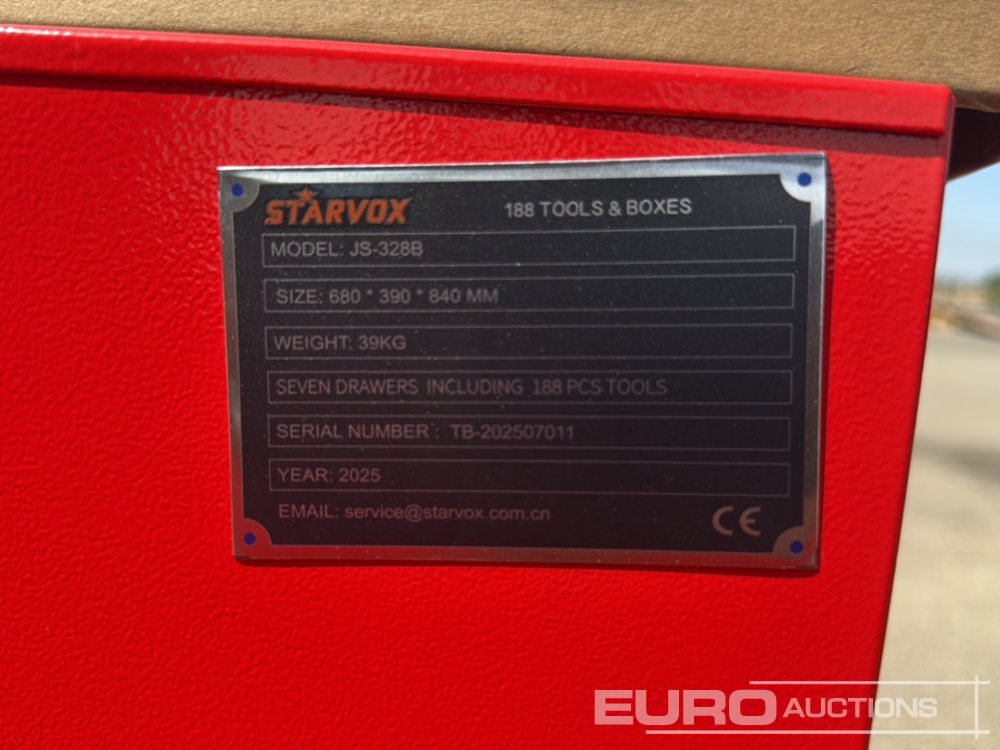 STARVOX
188 TOOLS & BOXES
MODEL: JS-328B
SIZE: 680 * 390 * 840 MM
WEIGHT: 39KG
SEVEN DRAWERS INCLUDING 188 PCS TOOLS
SERIAL NUMBER : TB-202507011
YEAR: 2025
EMAIL: service@starvox.com.cn
CE
EURO AUCTIONS